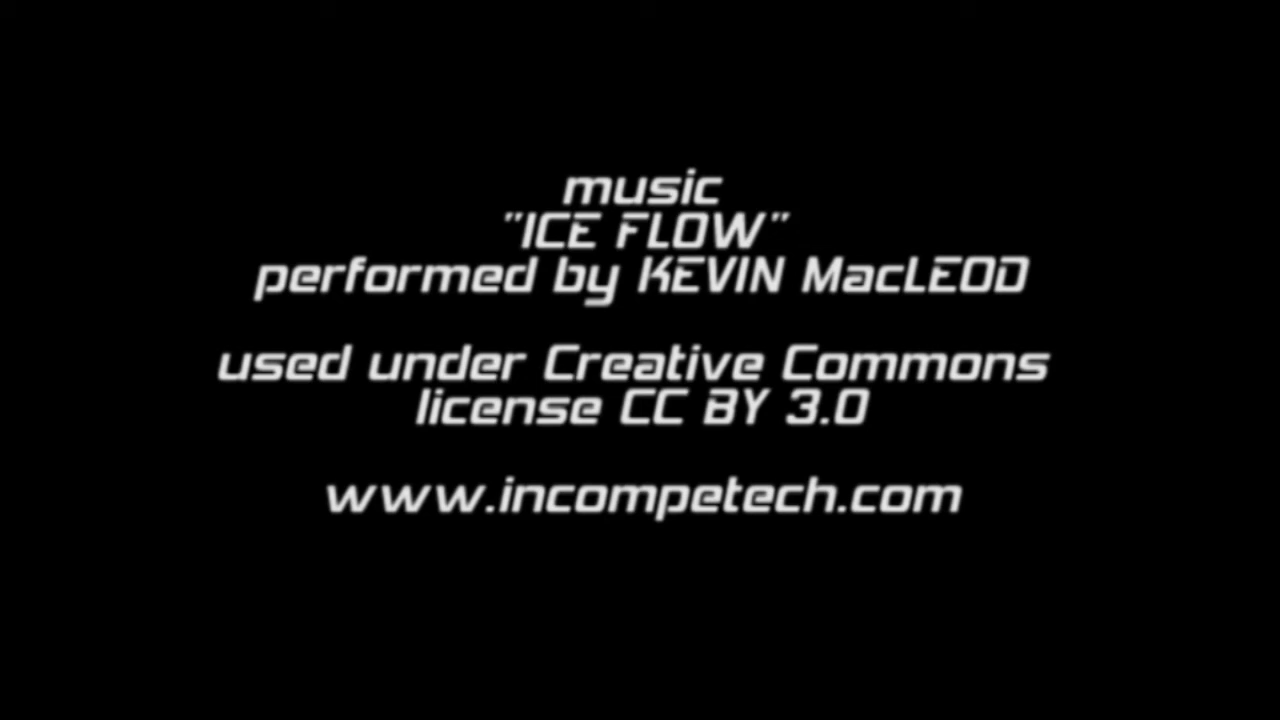 music
"ICE FLOW"
performed by KEVIN MacLEOD
used under Creative Commons
license CC BY 3.0
www.incompetech.com